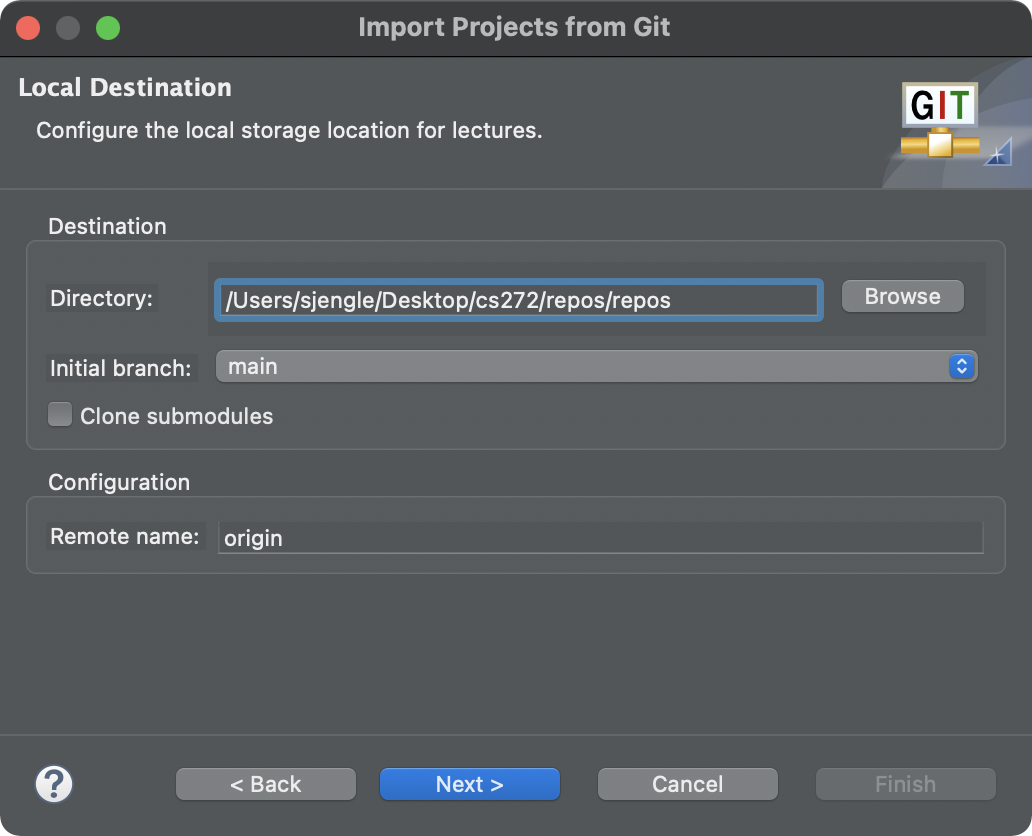 Import Projects from Git
Local Destination
Configure the local storage location for lectures.
GIT
Destination
Directory: /Users/sjengle/Desktop/cs272/repos/repos Browse
Initial branch: main
Clone submodules
Configuration
Remote name: origin
? < Back Next > Cancel Finish